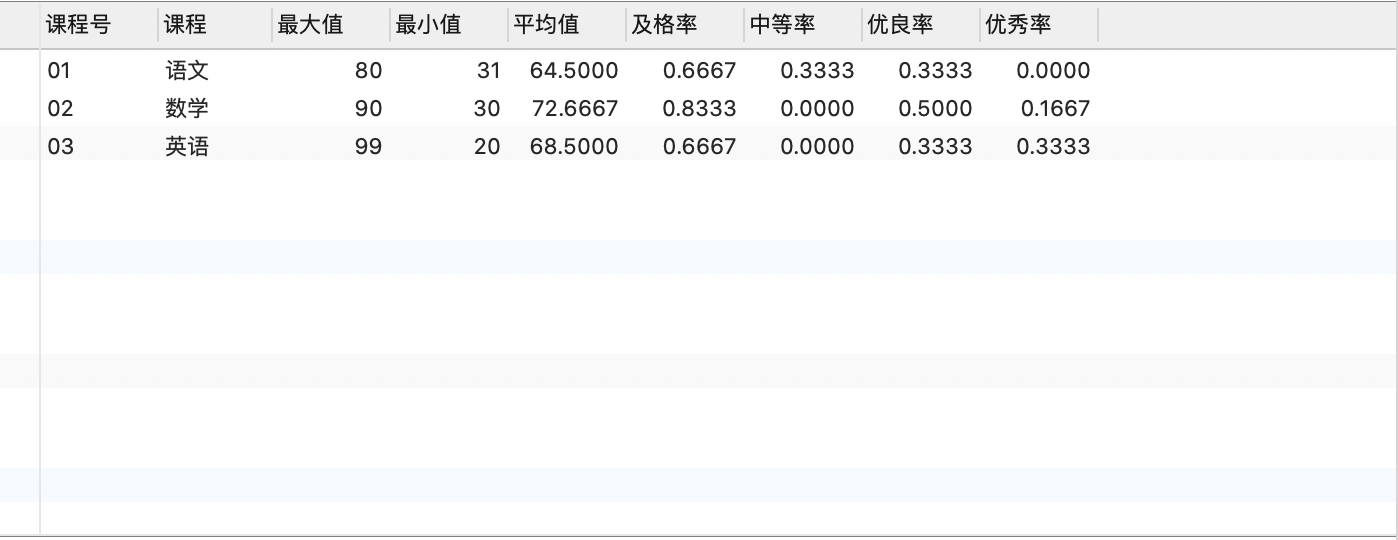 课程号 课程 最大值 最小值 平均值 及格率 中等率 优良率 优秀率
01 语文 80 31 64.5000 0.6667 0.3333 0.3333 0.0000
02 数学 90 30 72.6667 0.8333 0.0000 0.5000 0.1667
03 英语 99 20 68.5000 0.6667 0.0000 0.3333 0.3333